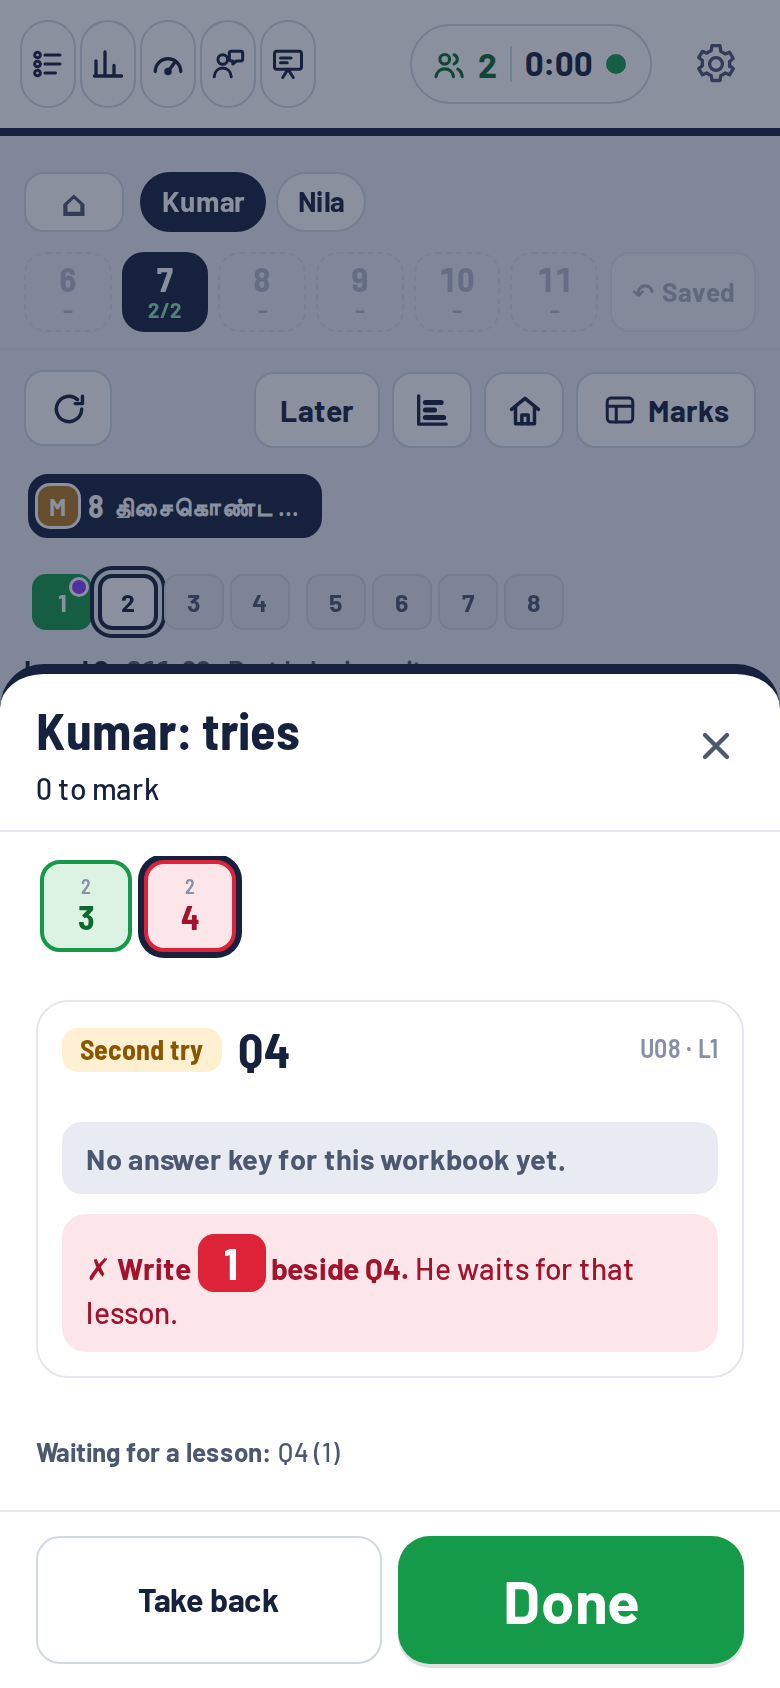 2 0:00
Kumar Nila
6 7 8 9 10 11 ↶ Saved
- 2/2 - - - -
Later Marks
M 8 திசைகொண்ட ...
1 2 3 4 5 6 7 8
Kumar: tries
0 to mark
2 2
3 4
Second try Q4 U08 · L1
No answer key for this workbook yet.
✗ Write 1 beside Q4. He waits for that
lesson.
Waiting for a lesson: Q4 (1)
Take back Done